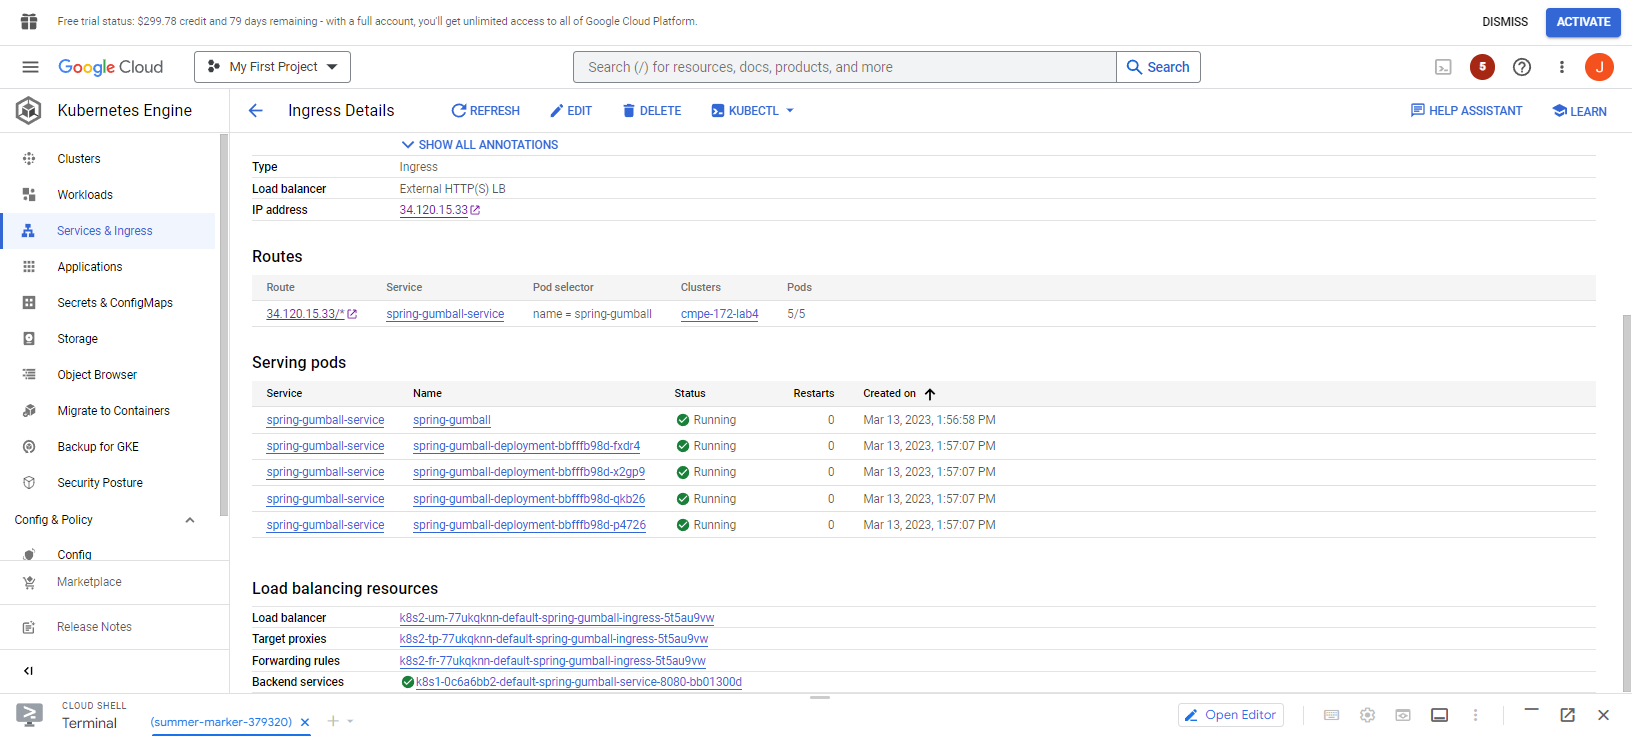 Free trial status: $299.78 credit and 79 days remaining - with a full account, you'll get unlimited access to all of Google Cloud Platform.
DISMISS
ACTIVATE
Google Cloud
My First Project
Search (/) for resources, docs, products, and more
Search
5
J
Kubernetes Engine
Ingress Details
REFRESH
EDIT
DELETE
KUBECTL
HELP ASSISTANT
LEARN
Clusters
Workloads
Services & Ingress
Applications
Secrets & ConfigMaps
Storage
Object Browser
Migrate to Containers
Backup for GKE
Security Posture
Config & Policy
Config
Marketplace
Release Notes
SHOW ALL ANNOTATIONS
Type Ingress
Load balancer External HTTP(S) LB
IP address 34.120.15.33
Routes
Route Service Pod selector Clusters Pods
34.120.15.33/* spring-gumball-service name = spring-gumball cmpe-172-lab4 5/5
Serving pods
Service Name Status Restarts Created on
spring-gumball-service spring-gumball Running 0 Mar 13, 2023, 1:56:58 PM
spring-gumball-service spring-gumball-deployment-bbfffb98d-fxdr4 Running 0 Mar 13, 2023, 1:57:07 PM
spring-gumball-service spring-gumball-deployment-bbfffb98d-x2gp9 Running 0 Mar 13, 2023, 1:57:07 PM
spring-gumball-service spring-gumball-deployment-bbfffb98d-qkb26 Running 0 Mar 13, 2023, 1:57:07 PM
spring-gumball-service spring-gumball-deployment-bbfffb98d-p4726 Running 0 Mar 13, 2023, 1:57:07 PM
Load balancing resources
Load balancer k8s2-um-77ukqknn-default-spring-gumball-ingress-5t5au9vw
Target proxies k8s2-tp-77ukqknn-default-spring-gumball-ingress-5t5au9vw
Forwarding rules k8s2-fr-77ukqknn-default-spring-gumball-ingress-5t5au9vw
Backend services k8s1-0c6a6bb2-default-spring-gumball-service-8080-bb01300d
CLOUD SHELL
Terminal
(summer-marker-379320)
Open Editor